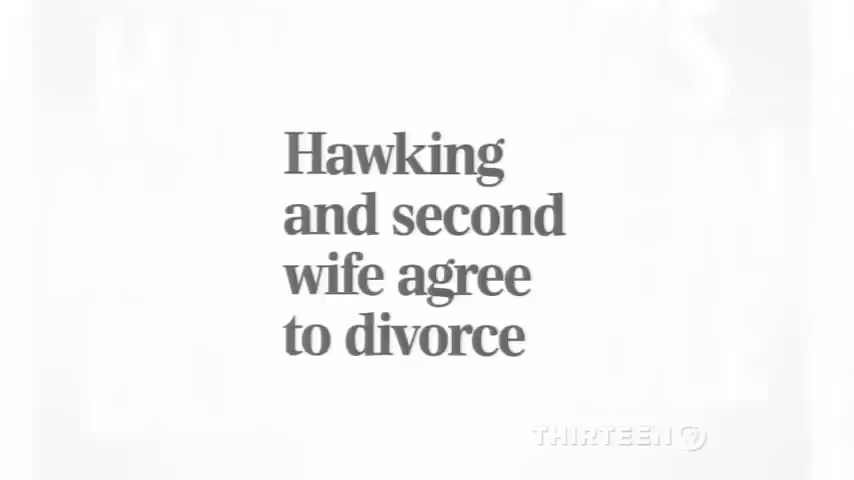 Hawking
and second
wife agree
to divorce
THIRTEEN